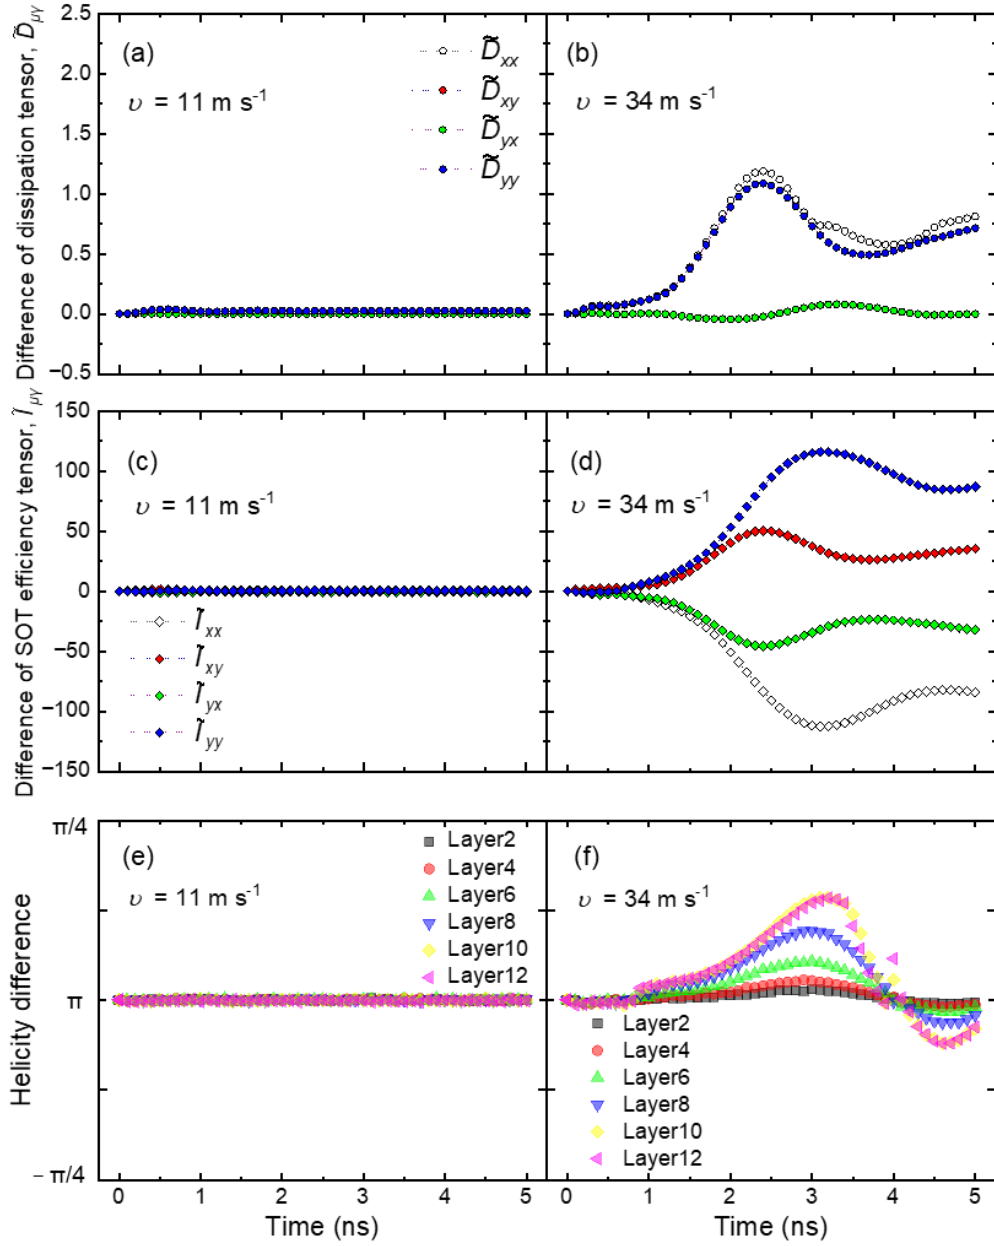 Difference of dissipation tensor, D̃μγ
2.5
2.0
1.5
1.0
0.5
0.0
−0.5
(a)
υ = 11 m s⁻¹
D̃xx
D̃xy
D̃yx
D̃yy
(b)
υ = 34 m s⁻¹
Difference of SOT efficiency tensor, Ĩμγ
150
100
50
0
−50
−100
−150
(c)
υ = 11 m s⁻¹
Ĩxx
Ĩxy
Ĩyx
Ĩyy
(d)
υ = 34 m s⁻¹
Helicity difference
π/4
π
− π/4
(e)
υ = 11 m s⁻¹
Layer2
Layer4
Layer6
Layer8
Layer10
Layer12
(f)
υ = 34 m s⁻¹
Layer2
Layer4
Layer6
Layer8
Layer10
Layer12
0 1 2 3 4 5
0 1 2 3 4 5
Time (ns)
Time (ns)